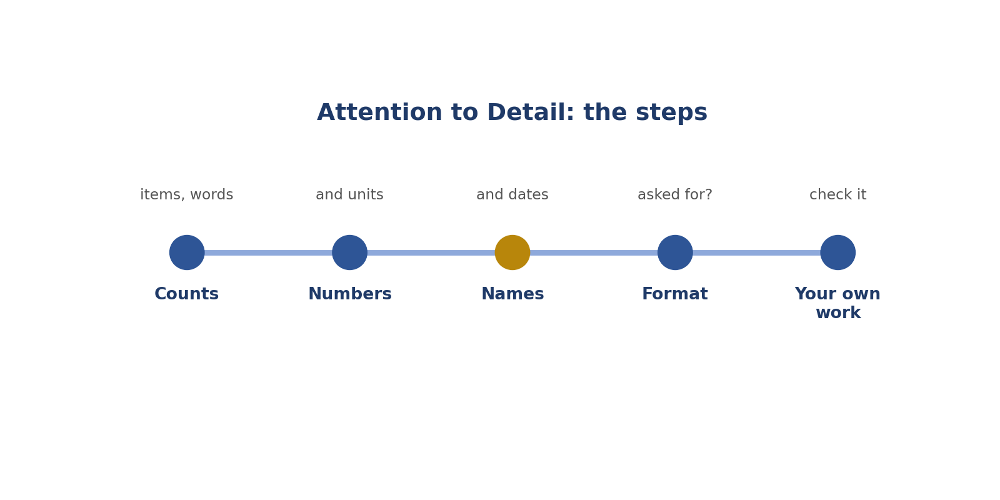 Attention to Detail: the steps
items, words
and units
and dates
asked for?
check it
Counts
Numbers
Names
Format
Your own
work